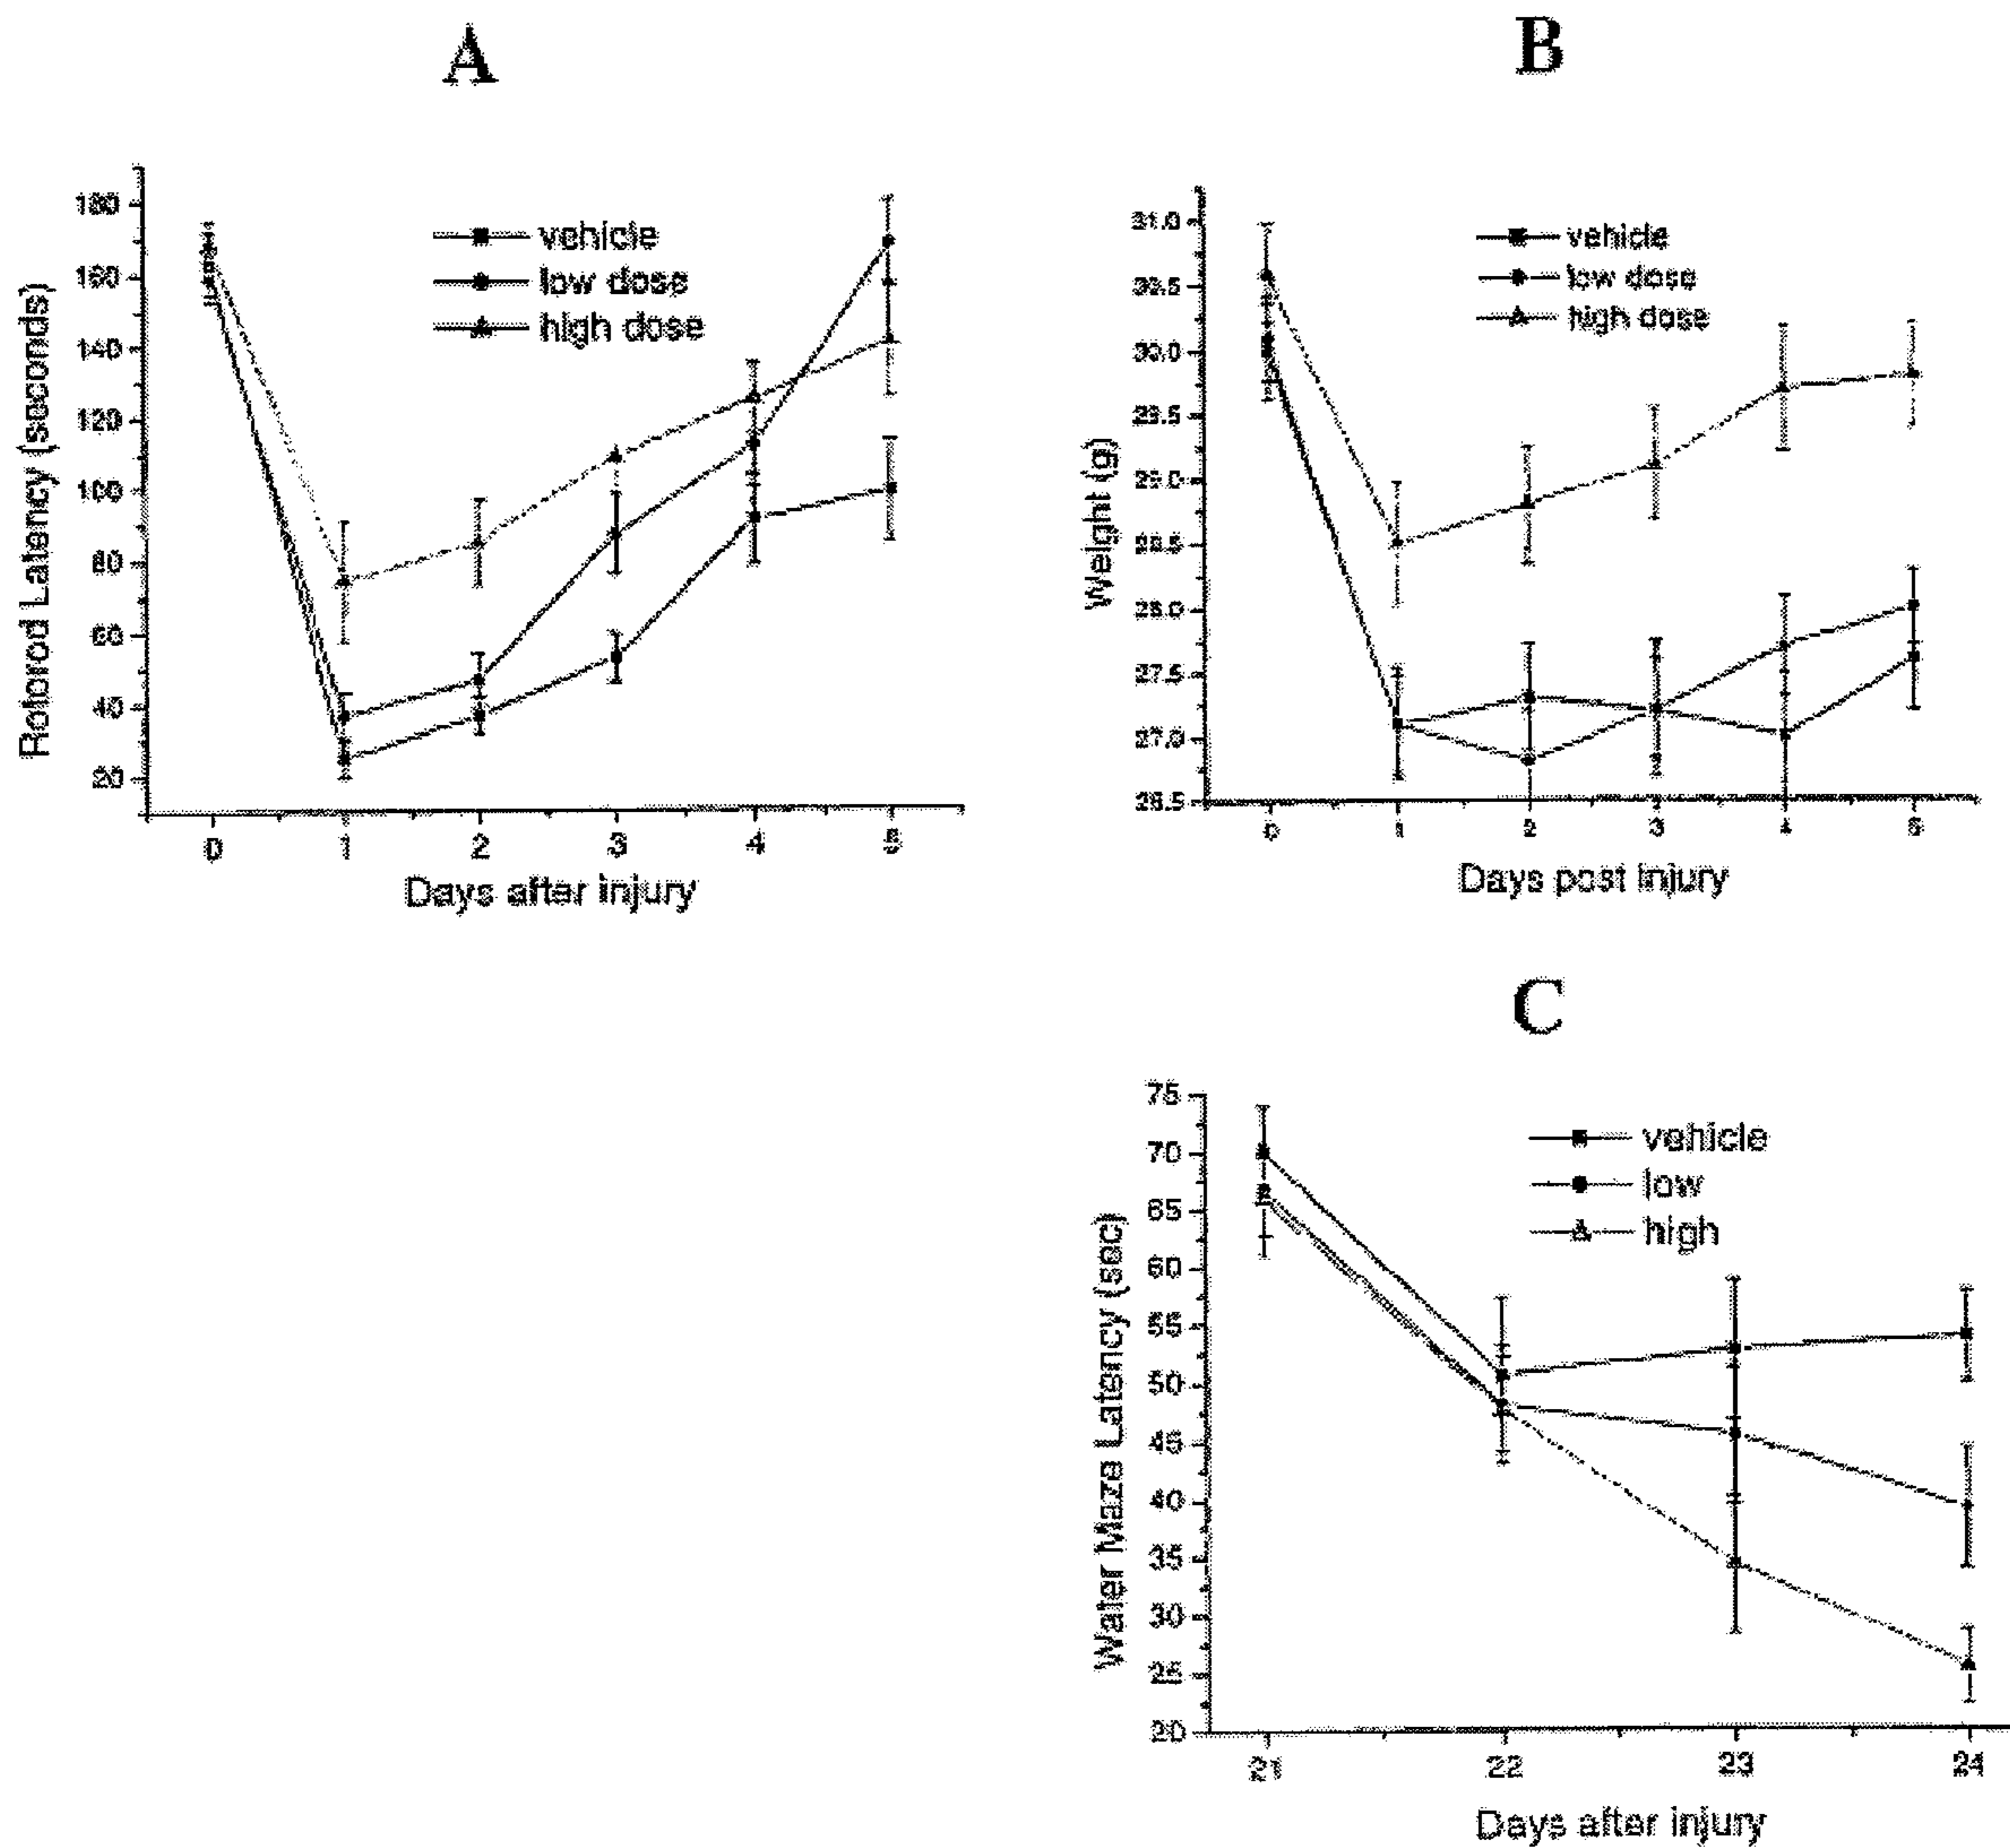 A
Rotorod Latency (seconds)
180
160
140
120
100
80
60
40
20
vehicle
low dose
high dose
0 1 2 3 4 5
Days after injury
B
Weight (g)
31.0
30.5
30.0
29.5
29.0
28.5
28.0
27.5
27.0
26.5
vehicle
low dose
high dose
0 1 2 3 4 5
Days post injury
C
Water Maze Latency (sec)
75
70
65
60
55
50
45
40
35
30
25
20
vehicle
low
high
21 22 23 24
Days after injury